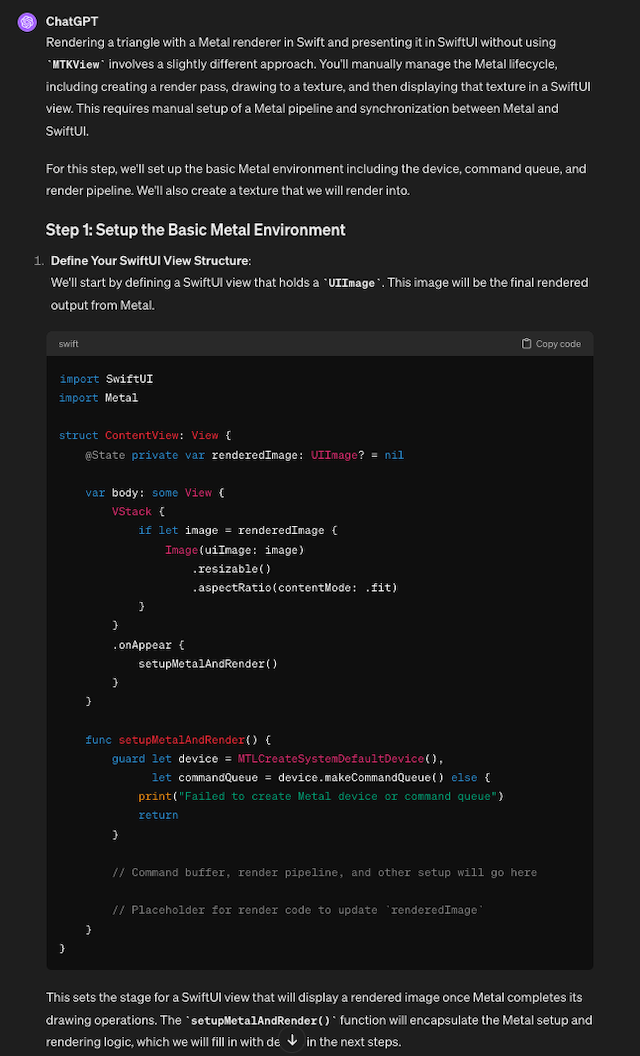 ChatGPT
Rendering a triangle with a Metal renderer in Swift and presenting it in SwiftUI without using
`MTKView` involves a slightly different approach. You'll manually manage the Metal lifecycle,
including creating a render pass, drawing to a texture, and then displaying that texture in a SwiftUI
view. This requires manual setup of a Metal pipeline and synchronization between Metal and
SwiftUI.
For this step, we'll set up the basic Metal environment including the device, command queue, and
render pipeline. We'll also create a texture that we will render into.
Step 1: Setup the Basic Metal Environment
1. Define Your SwiftUI View Structure:
We'll start by defining a SwiftUI view that holds a `UIImage`. This image will be the final rendered
output from Metal.
swift Copy code
import SwiftUI
import Metal
struct ContentView: View {
    @State private var renderedImage: UIImage? = nil
    var body: some View {
        VStack {
            if let image = renderedImage {
                Image(uiImage: image)
                    .resizable()
                    .aspectRatio(contentMode: .fit)
            }
        }
        .onAppear {
            setupMetalAndRender()
        }
    }
    func setupMetalAndRender() {
        guard let device = MTLCreateSystemDefaultDevice(),
              let commandQueue = device.makeCommandQueue() else {
            print("Failed to create Metal device or command queue")
            return
        }
        // Command buffer, render pipeline, and other setup will go here
        // Placeholder for render code to update `renderedImage`
    }
}
This sets the stage for a SwiftUI view that will display a rendered image once Metal completes its
drawing operations. The `setupMetalAndRender()` function will encapsulate the Metal setup and
rendering logic, which we will fill in with in the next steps.